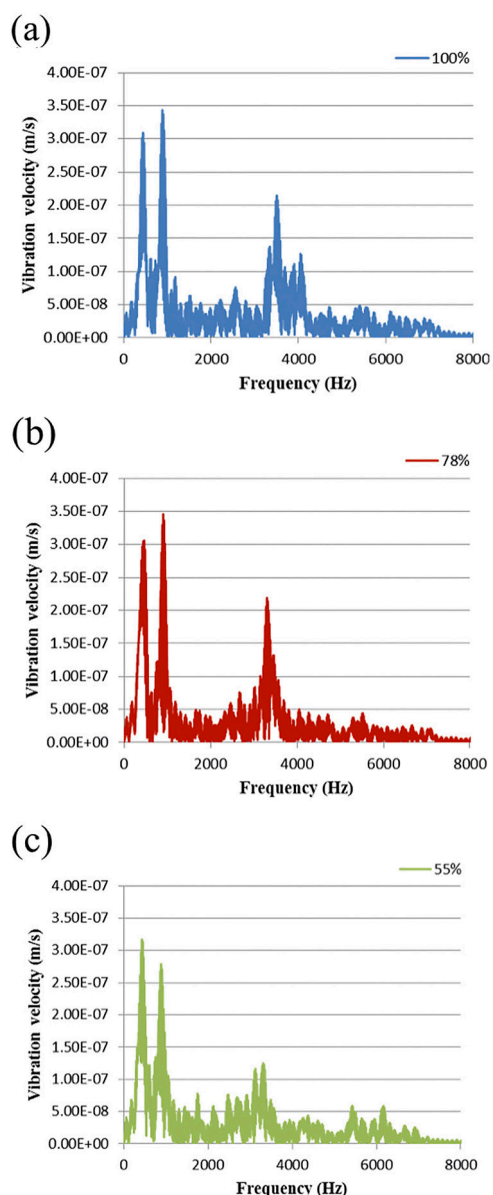 (a)
100%
4.00E-07
3.50E-07
3.00E-07
2.50E-07
2.00E-07
1.50E-07
1.00E-07
5.00E-08
0.00E+00
Vibration velocity (m/s)
0 2000 4000 6000 8000
Frequency (Hz)
(b)
78%
4.00E-07
3.50E-07
3.00E-07
2.50E-07
2.00E-07
1.50E-07
1.00E-07
5.00E-08
0.00E+00
Vibration velocity (m/s)
0 2000 4000 6000 8000
Frequency (Hz)
(c)
55%
4.00E-07
3.50E-07
3.00E-07
2.50E-07
2.00E-07
1.50E-07
1.00E-07
5.00E-08
0.00E+00
Vibration velocity (m/s)
0 2000 4000 6000 8000
Frequency (Hz)